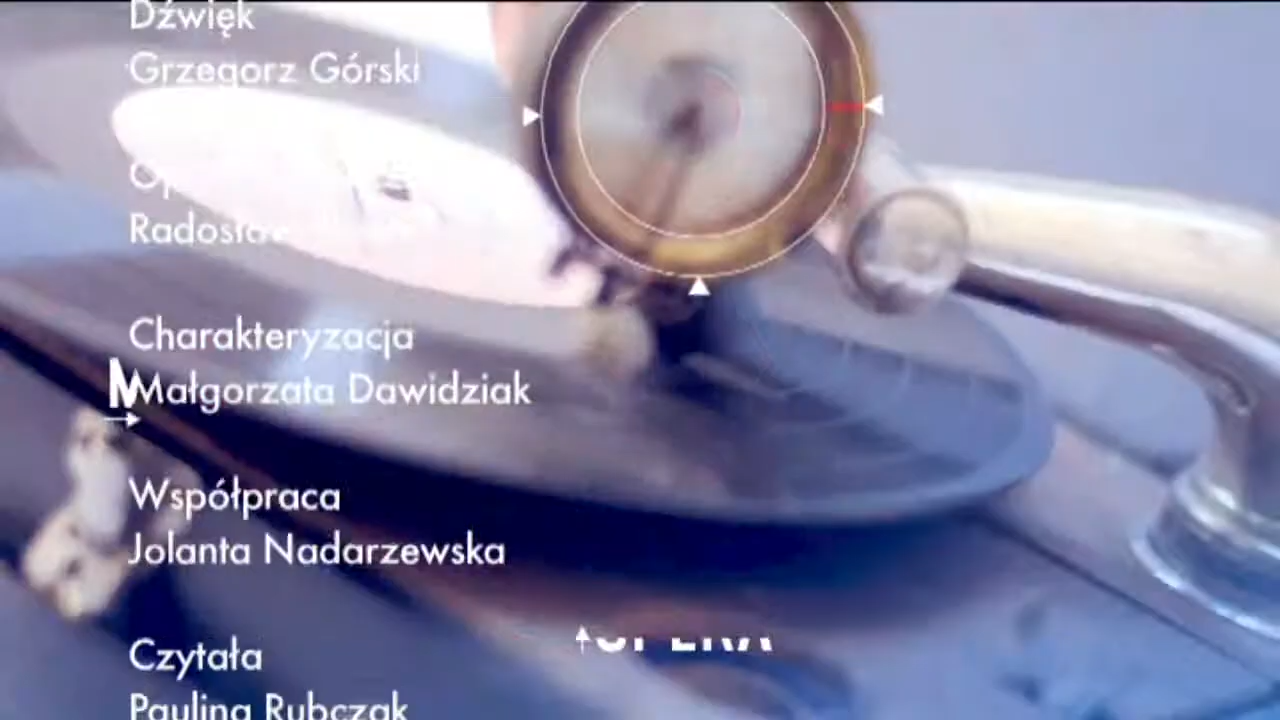 Dźwięk
Grzegorz Górski
Charakteryzacja
Małgorzata Dawidziak
Współpraca
Jolanta Nadarzewska
Czytała
Paulina Rubczak